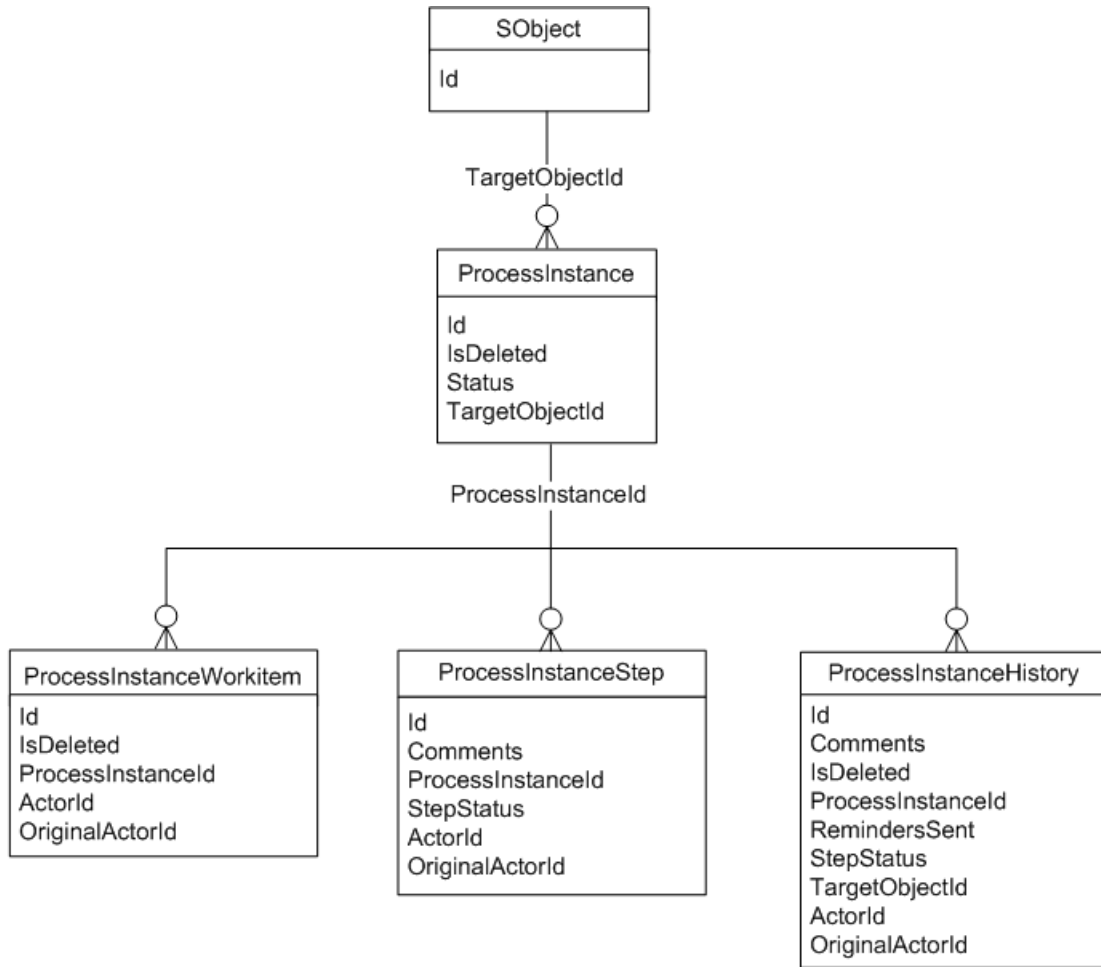 SObject
Id
TargetObjectId
ProcessInstance
Id
IsDeleted
Status
TargetObjectId
ProcessInstanceId
ProcessInstanceWorkitem
Id
IsDeleted
ProcessInstanceId
ActorId
OriginalActorId
ProcessInstanceStep
Id
Comments
ProcessInstanceId
StepStatus
ActorId
OriginalActorId
ProcessInstanceHistory
Id
Comments
IsDeleted
ProcessInstanceId
RemindersSent
StepStatus
TargetObjectId
ActorId
OriginalActorId